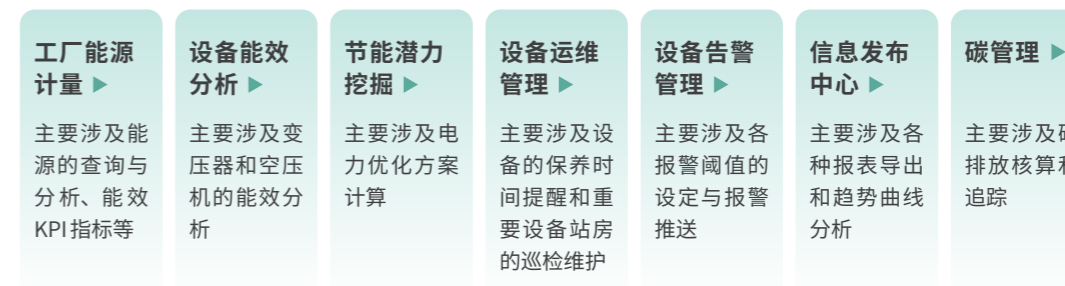 工厂能源
计量
主要涉及能
源的查询与
分析、能效
KPI指标等
设备能效
分析
主要涉及变
压器和空压
机的能效分
析
节能潜力
挖掘
主要涉及电
力优化方案
计算
设备运维
管理
主要涉及设
备的保养时
间提醒和重
要设备站房
的巡检维护
设备告警
管理
主要涉及各
报警阈值的
设定与报警
推送
信息发布
中心
主要涉及各
种报表导出
和趋势曲线
分析
碳管理
主要涉及
排放核算
追踪